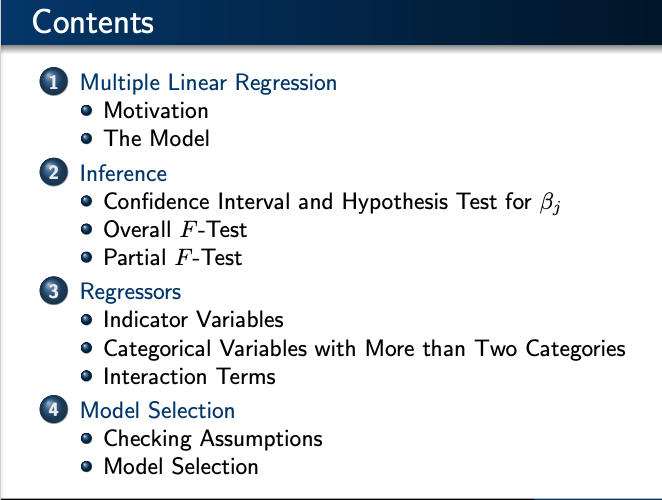 Contents
1 Multiple Linear Regression
• Motivation
• The Model
2 Inference
• Confidence Interval and Hypothesis Test for βj
• Overall F-Test
• Partial F-Test
3 Regressors
• Indicator Variables
• Categorical Variables with More than Two Categories
• Interaction Terms
4 Model Selection
• Checking Assumptions
• Model Selection